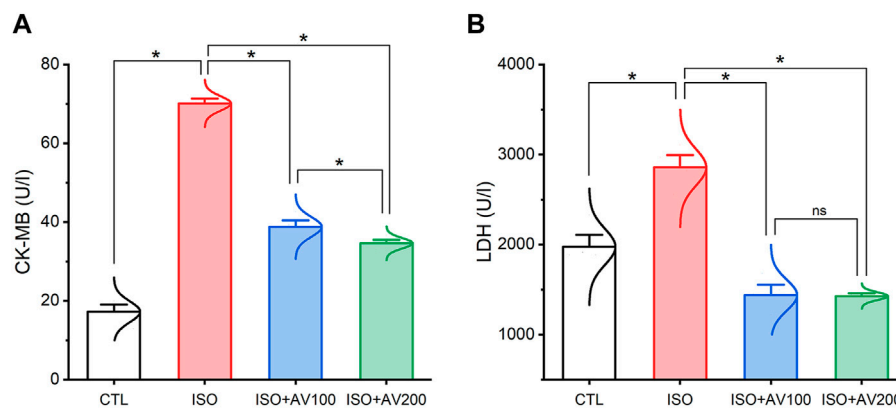 A
CK-MB (U/l)
80
60
40
20
0
*
*
*
*
CTL
ISO
ISO+AV100
ISO+AV200
B
LDH (U/l)
4000
3000
2000
1000
*
*
*
ns
CTL
ISO
ISO+AV100
ISO+AV20